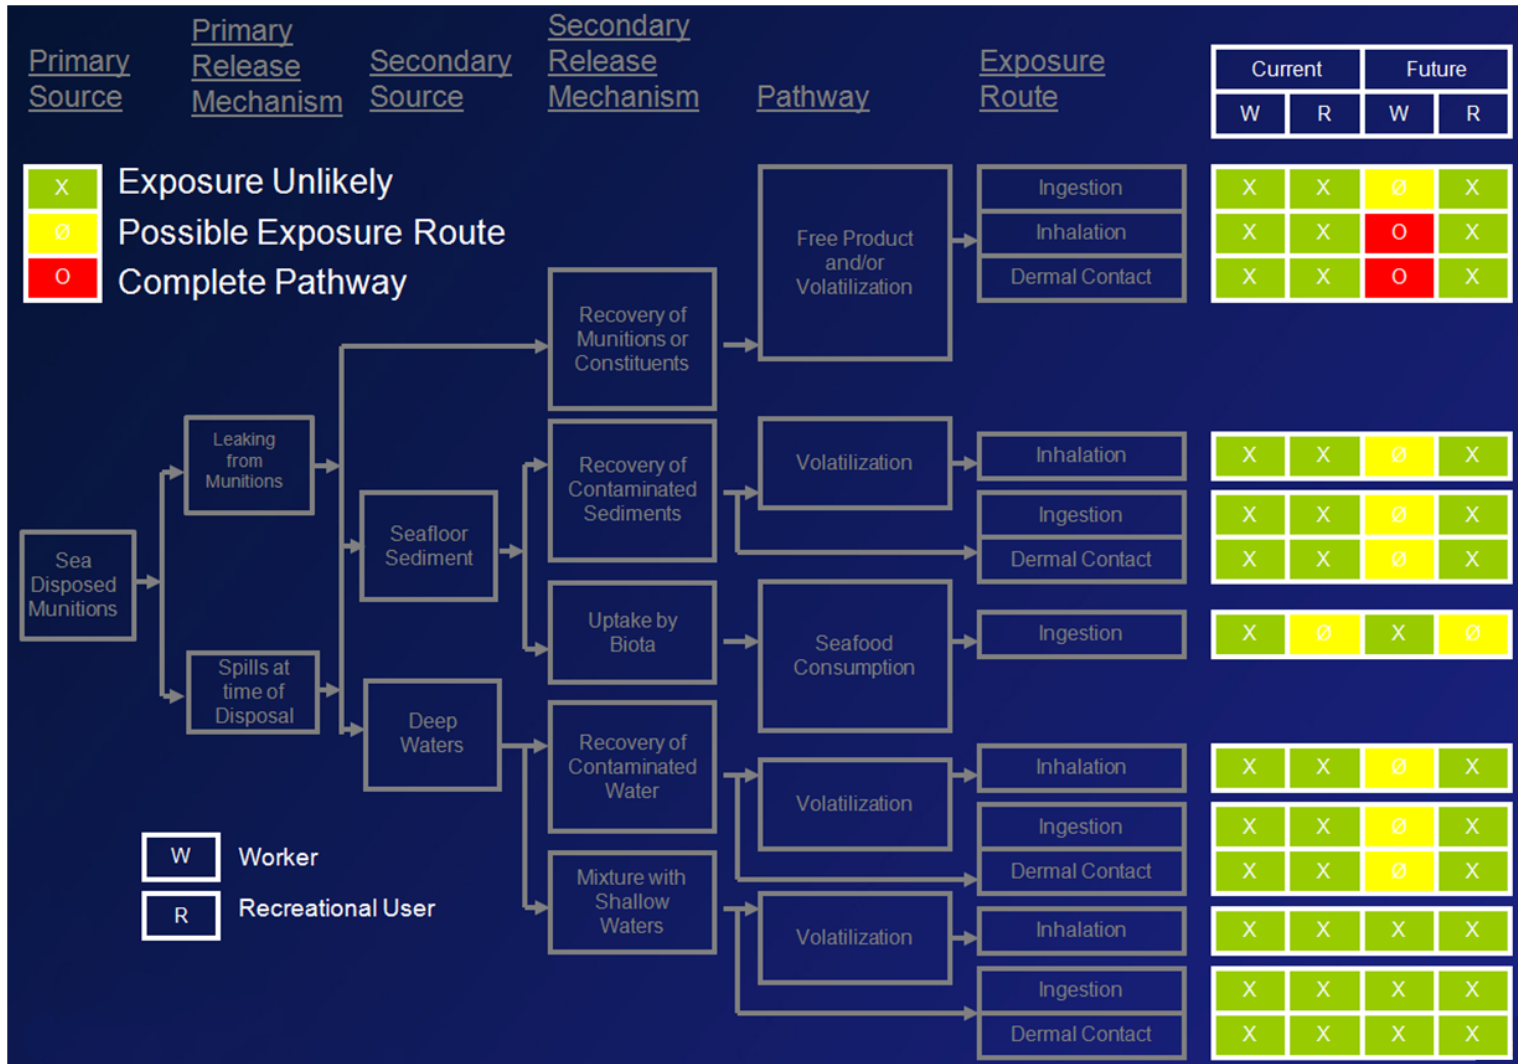 Primary
Source
Primary
Release
Mechanism
Secondary
Source
Secondary
Release
Mechanism
Pathway
Exposure
Route
Current Future
W R W R
X Exposure Unlikely
Ø Possible Exposure Route
O Complete Pathway
Sea
Disposed
Munitions
Leaking
from
Munitions
Spills at
time of
Disposal
Seafloor
Sediment
Deep
Waters
Recovery of
Munitions or
Constituents
Recovery of
Contaminated
Sediments
Uptake by
Biota
Recovery of
Contaminated
Water
Mixture with
Shallow
Waters
Free Product
and/or
Volatilization
Volatilization
Seafood
Consumption
Volatilization
Volatilization
Ingestion X X Ø X
Inhalation X X O X
Dermal Contact X X O X
Inhalation X X Ø X
Ingestion X X Ø X
Dermal Contact X X Ø X
Ingestion X Ø X Ø
Inhalation X X Ø X
Ingestion X X Ø X
Dermal Contact X X Ø X
Inhalation X X X X
Ingestion X X X X
Dermal Contact X X X X
W Worker
R Recreational User